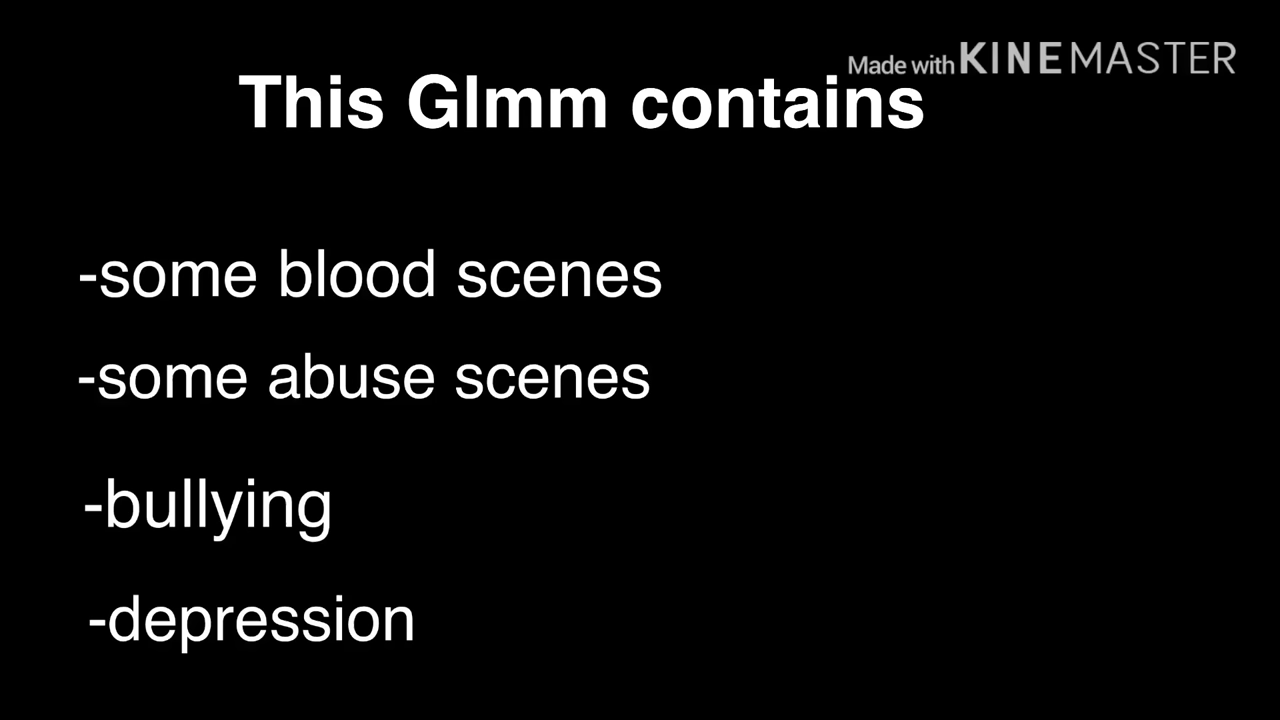 Made with KINEMASTER
This Glmm contains
-some blood scenes
-some abuse scenes
-bullying
-depression